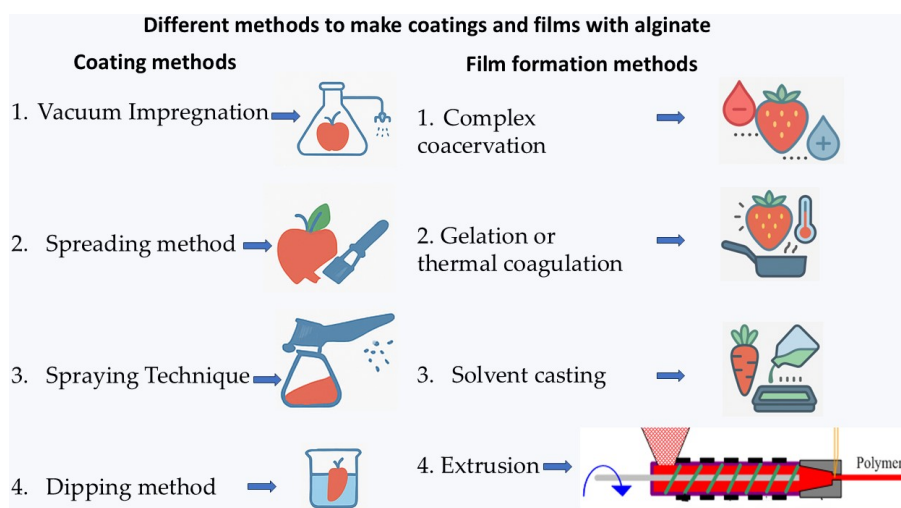 Different methods to make coatings and films with alginate
Coating methods
1. Vacuum Impregnation
2. Spreading method
3. Spraying Technique
4. Dipping method
Film formation methods
1. Complex
coacervation
2. Gelation or
thermal coagulation
3. Solvent casting
4. Extrusion
Polymer